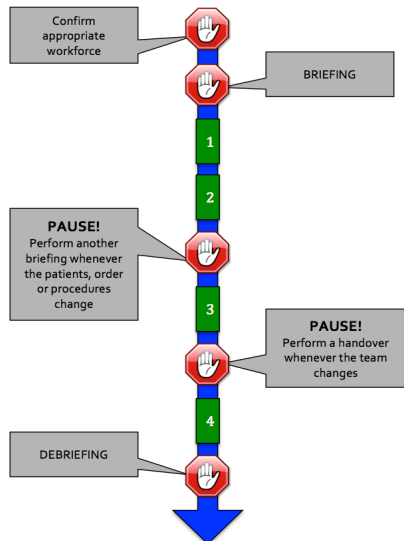 Confirm
appropriate
workforce
BRIEFING
1
2
PAUSE!
Perform another
briefing whenever
the patients, order
or procedures
change
3
PAUSE!
Perform a handover
whenever the team
changes
4
DEBRIEFING